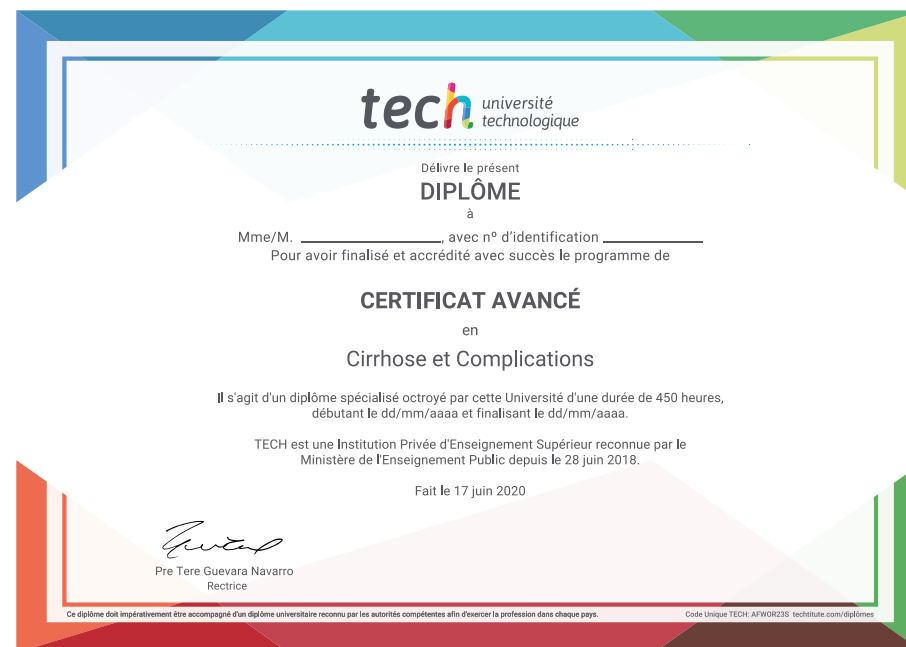 tech université
technologique
Délivre le présent
DIPLÔME
à
Mme/M. ____________________, avec nº d'identification ______________
Pour avoir finalisé et accrédité avec succès le programme de
CERTIFICAT AVANCÉ
en
Cirrhose et Complications
Il s'agit d'un diplôme spécialisé octroyé par cette Université d'une durée de 450 heures,
débutant le dd/mm/aaaa et finalisant le dd/mm/aaaa.
TECH est une Institution Privée d'Enseignement Supérieur reconnue par le
Ministère de l'Enseignement Public depuis le 28 juin 2018.
Fait le 17 juin 2020
Pre Tere Guevara Navarro
Rectrice
Ce diplôme doit impérativement être accompagné d'un diplôme universitaire reconnu par les autorités compétentes afin d'exercer la profession dans chaque pays.
Code Unique TECH: AFWOR23S techtitute.com/diplômes